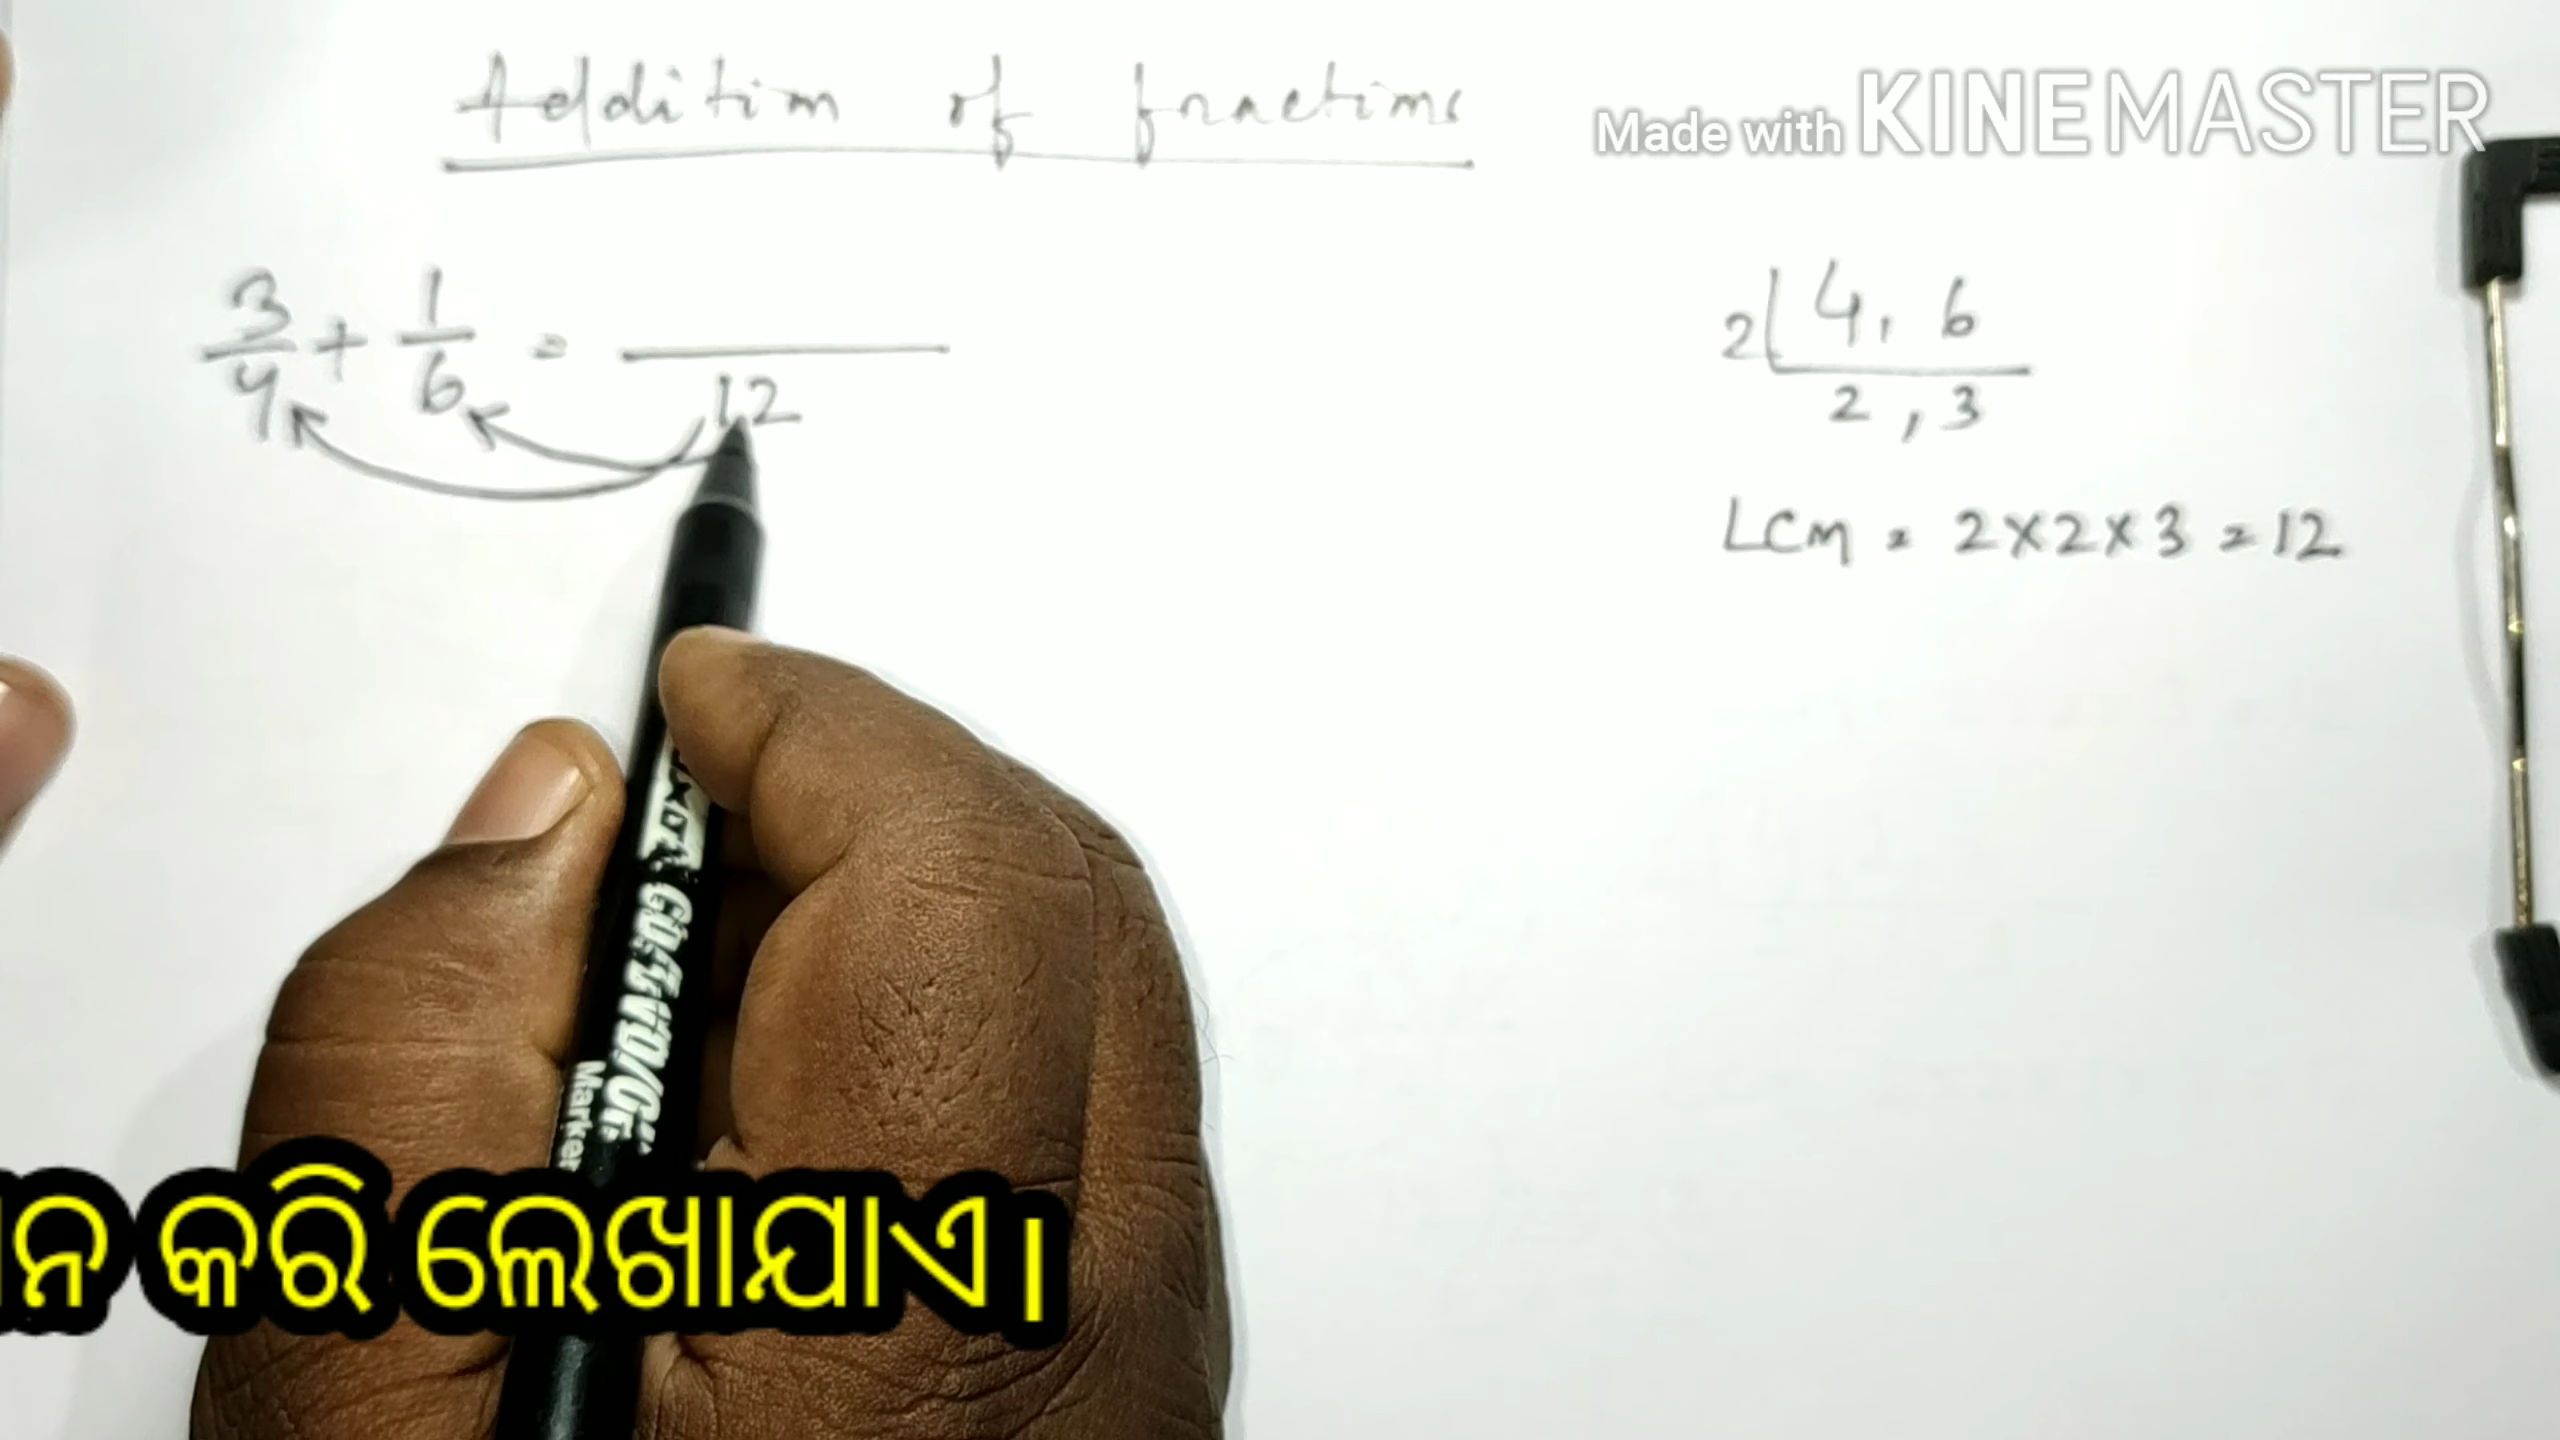 Addition of fractions
Made with KINEMASTER
3/4 + 1/6 = /12
2 4, 6
2, 3
LCM = 2×2×3 = 12
Marker
କରି ଲେଖାଯାଏ।